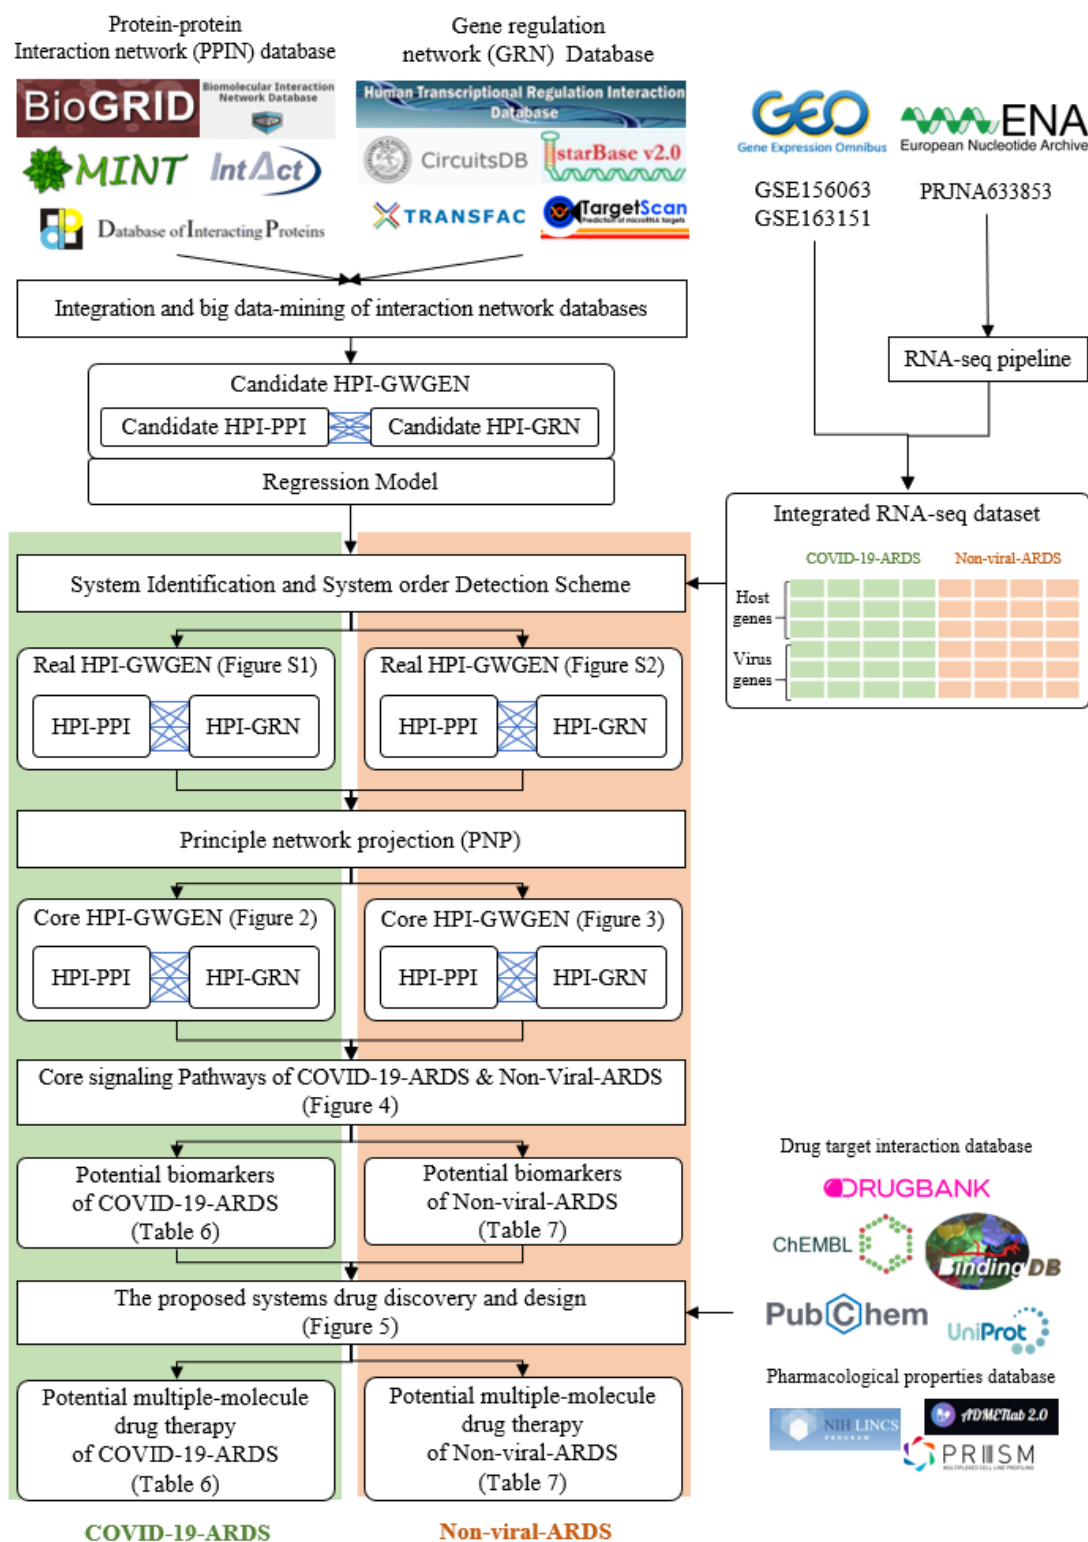 Protein-protein
Interaction network (PPIN) database
BioGRID
Biomolecular Interaction
Network Database
MINT
IntAct
Database of Interacting Proteins
Gene regulation
network (GRN) Database
Human Transcriptional Regulation Interaction
Database
CircuitsDB
starBase v2.0
TRANSFAC
TargetScan
Prediction of microRNA targets
GEO
Gene Expression Omnibus
ENA
European Nucleotide Archive
GSE156063
GSE163151
PRJNA633853
Integration and big data-mining of interaction network databases
RNA-seq pipeline
Candidate HPI-GWGEN
Candidate HPI-PPI
Candidate HPI-GRN
Regression Model
Integrated RNA-seq dataset
COVID-19-ARDS
Non-viral-ARDS
Host
genes
Virus
genes
System Identification and System order Detection Scheme
Real HPI-GWGEN (Figure S1)
HPI-PPI
HPI-GRN
Real HPI-GWGEN (Figure S2)
HPI-PPI
HPI-GRN
Principle network projection (PNP)
Core HPI-GWGEN (Figure 2)
HPI-PPI
HPI-GRN
Core HPI-GWGEN (Figure 3)
HPI-PPI
HPI-GRN
Core signaling Pathways of COVID-19-ARDS & Non-Viral-ARDS
(Figure 4)
Potential biomarkers
of COVID-19-ARDS
(Table 6)
Potential biomarkers
of Non-viral-ARDS
(Table 7)
Drug target interaction database
DRUGBANK
ChEMBL
BindingDB
PubChem
UniProt
The proposed systems drug discovery and design
(Figure 5)
Pharmacological properties database
NIH LINCS
PROGRAM
ADMETlab 2.0
PRISM
MULTIPLEXED CELL LINE PROFILING
Potential multiple-molecule
drug therapy
of COVID-19-ARDS
(Table 6)
Potential multiple-molecule
drug therapy
of Non-viral-ARDS
(Table 7)
COVID-19-ARDS
Non-viral-ARDS